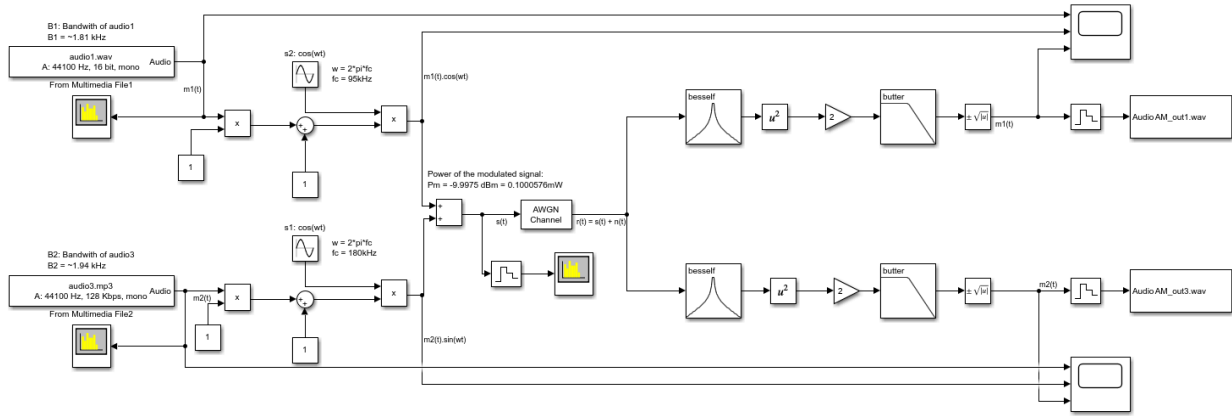 B1: Bandwith of audio1
B1 = ~1.81 kHz
audio1.wav
A: 44100 Hz, 16 bit, mono
Audio
From Multimedia File1
m1(t)
x
1
s2: cos(wt)
w = 2*pi*fc
fc = 95kHz
+
+
1
x
m1(t).cos(wt)
Power of the modulated signal:
Pm = -9.9975 dBm = 0.1000576mW
+
+
s(t)
AWGN
Channel
r(t) = s(t) + n(t)
besself
u²
2
butter
± √|u|
m1(t)
Audio AM_out1.wav
B2: Bandwith of audio3
B2 = ~1.94 kHz
audio3.mp3
A: 44100 Hz, 128 Kbps, mono
Audio
From Multimedia File2
m2(t)
x
1
s1: cos(wt)
w = 2*pi*fc
fc = 180kHz
+
+
1
x
m2(t).sin(wt)
besself
u²
2
butter
± √|u|
m2(t)
Audio AM_out3.wav